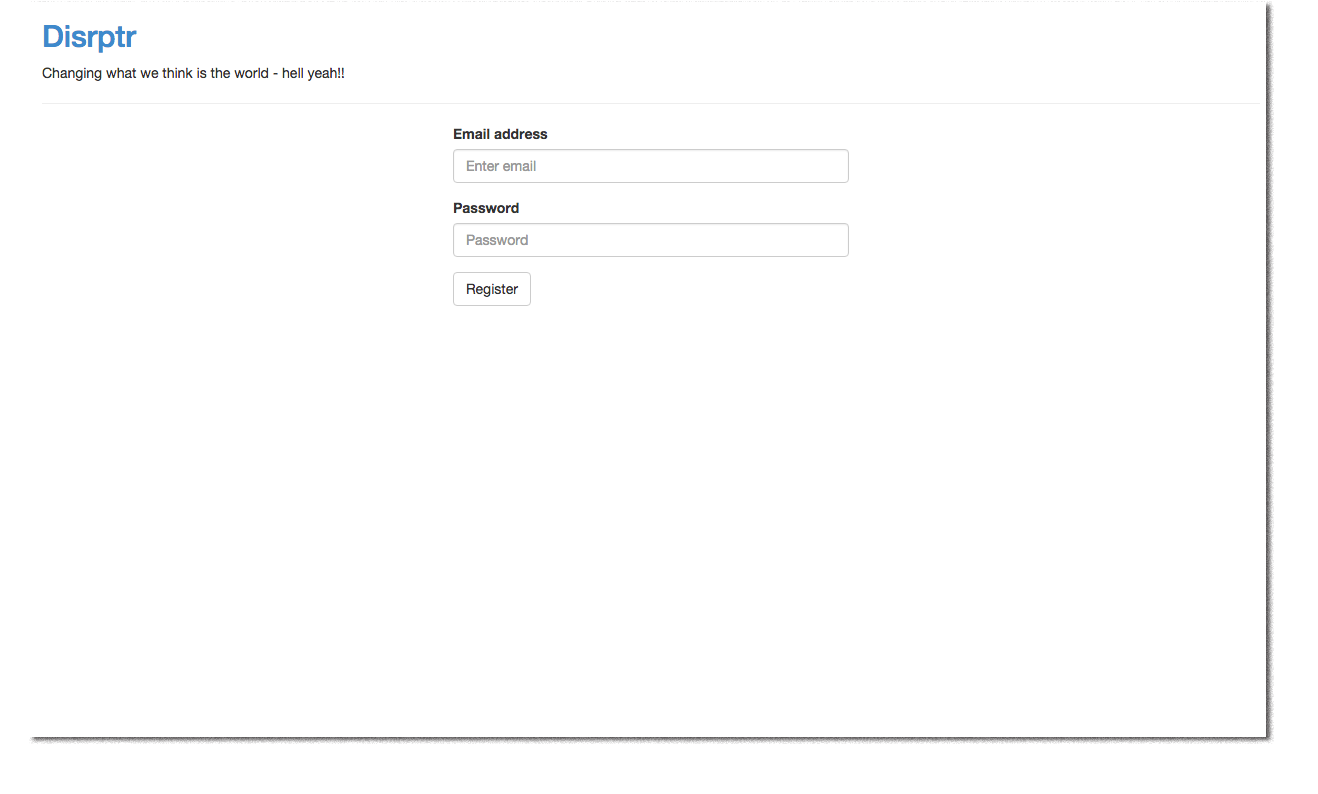 Disrptr
Changing what we think is the world - hell yeah!!
Email address
Enter email
Password
Password
Register